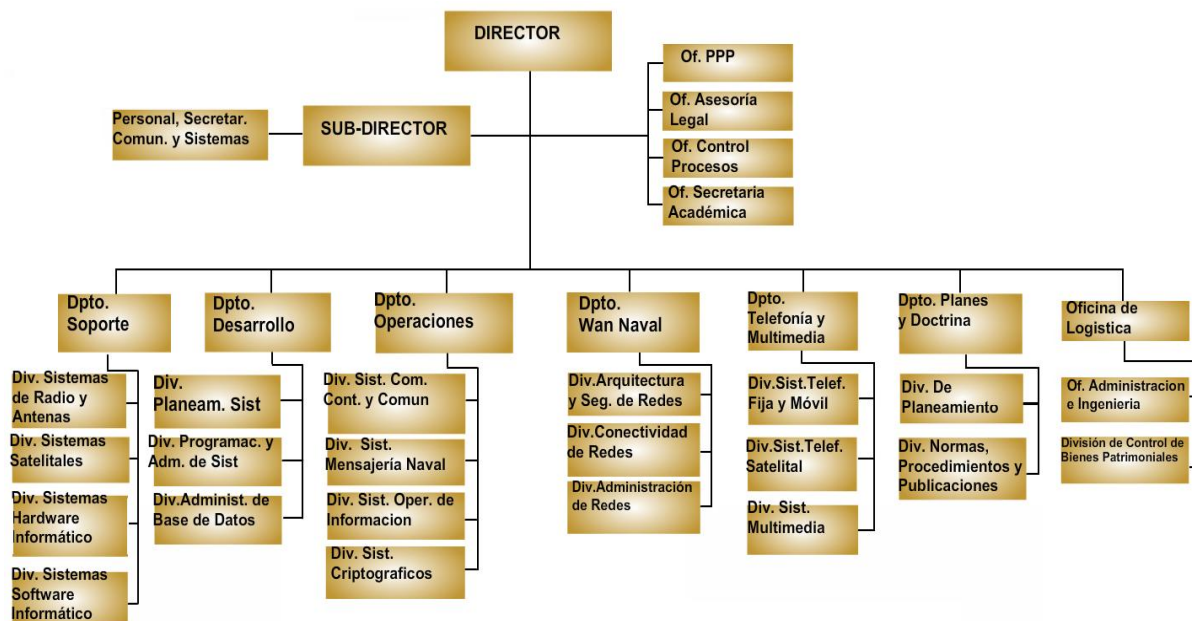 DIRECTOR
Of. PPP
Of. Asesoría
Legal
Of. Control
Procesos
Of. Secretaria
Académica
Personal, Secretar.
Comun. y Sistemas
SUB-DIRECTOR
Dpto.
Soporte
Div. Sistemas
de Radio y
Antenas
Div. Sistemas
Satelitales
Div. Sistemas
Hardware
Informático
Div. Sistemas
Software
Informático
Dpto.
Desarrollo
Div.
Planeam. Sist
Div. Programac. y
Adm. de Sist
Div.Administ. de
Base de Datos
Dpto.
Operaciones
Div. Sist. Com.
Cont. y Comun
Div. Sist.
Mensajería Naval
Div. Sist. Oper. de
Informacion
Div. Sist.
Criptograficos
Dpto.
Wan Naval
Div.Arquitectura
y Seg. de Redes
Div.Conectividad
de Redes
Div.Administración
de Redes
Dpto.
Telefonía y
Multimedia
Div.Sist.Telef.
Fija y Móvil
Div.Sist.Telef.
Satelital
Div. Sist.
Multimedia
Dpto. Planes
y Doctrina
Div. De
Planeamiento
Div. Normas,
Procedimientos y
Publicaciones
Oficina de
Logistica
Of. Administracion
e Ingenieria
División de Control de
Bienes Patrimoniales